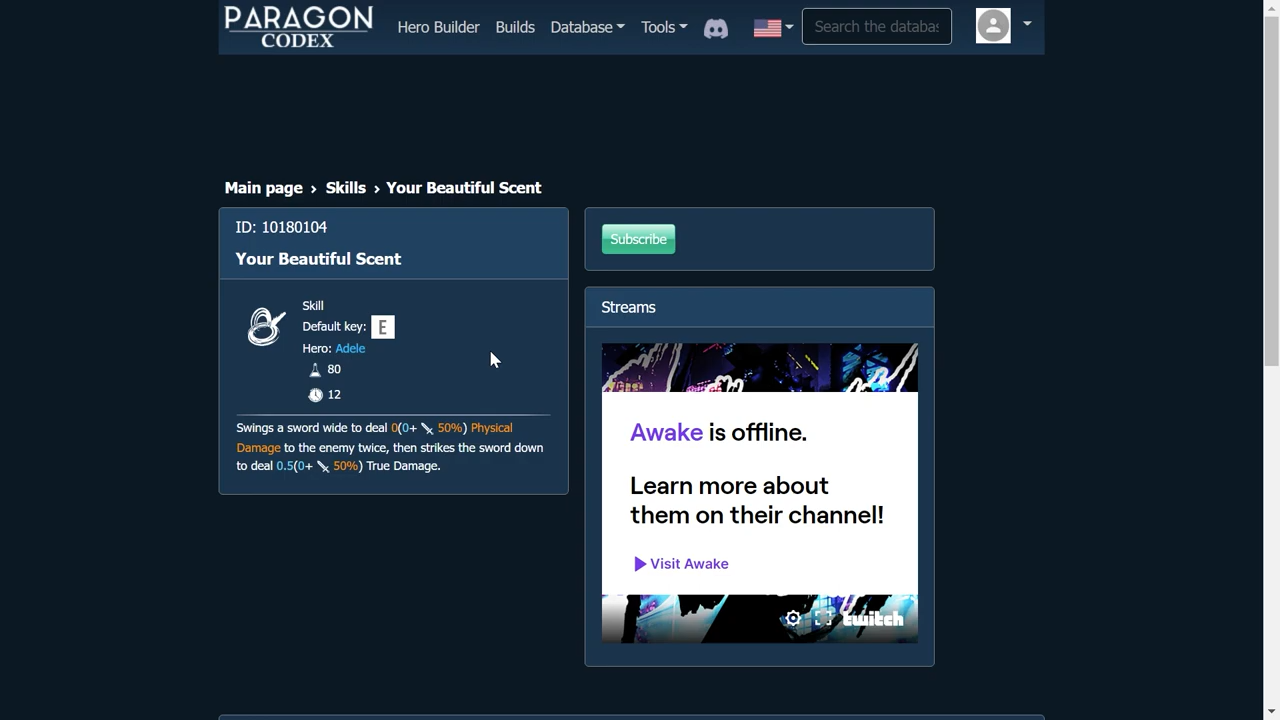 PARAGON
CODEX
Hero Builder
Builds
Database
Tools
Search the databas
Main page › Skills › Your Beautiful Scent
ID: 10180104
Your Beautiful Scent
Skill
Default key: E
Hero: Adele
80
12
Swings a sword wide to deal 0(0+ 50%) Physical
Damage to the enemy twice, then strikes the sword down
to deal 0.5(0+ 50%) True Damage.
Subscribe
Streams
Awake is offline.
Learn more about
them on their channel!
Visit Awake
twitch